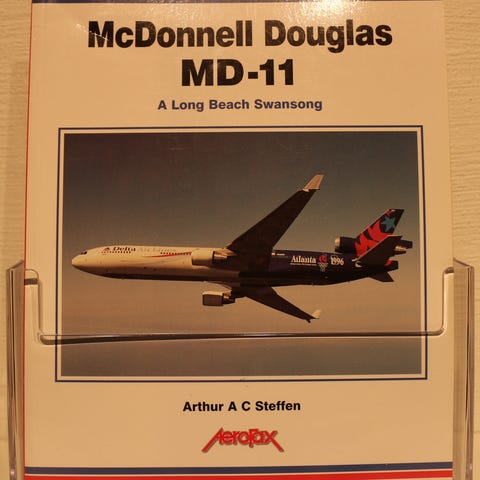 McDonnell Douglas
MD-11
A Long Beach Swansong
Delta Air Lines
Atlanta
1996
Arthur A C Steffen
AeroFax